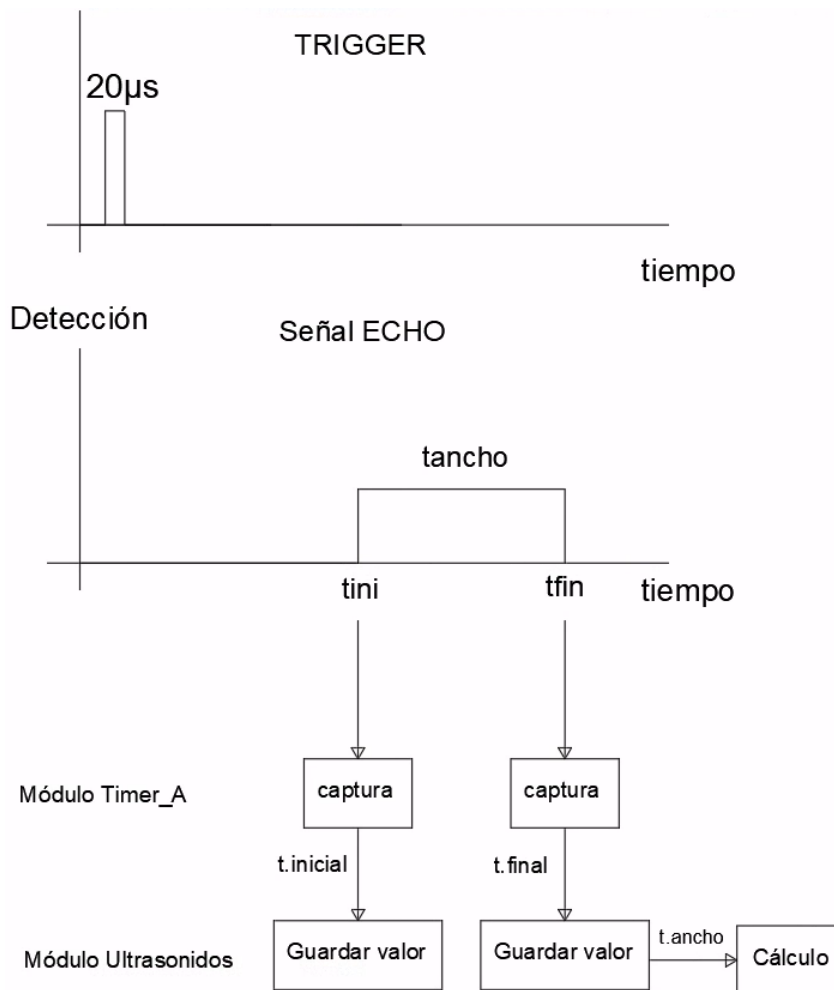 TRIGGER
20µs
tiempo
Detección
Señal ECHO
tancho
tini
tfin
tiempo
Módulo Timer_A
captura
captura
t.inicial
t.final
Módulo Ultrasonidos
Guardar valor
Guardar valor
t.ancho
Cálculo